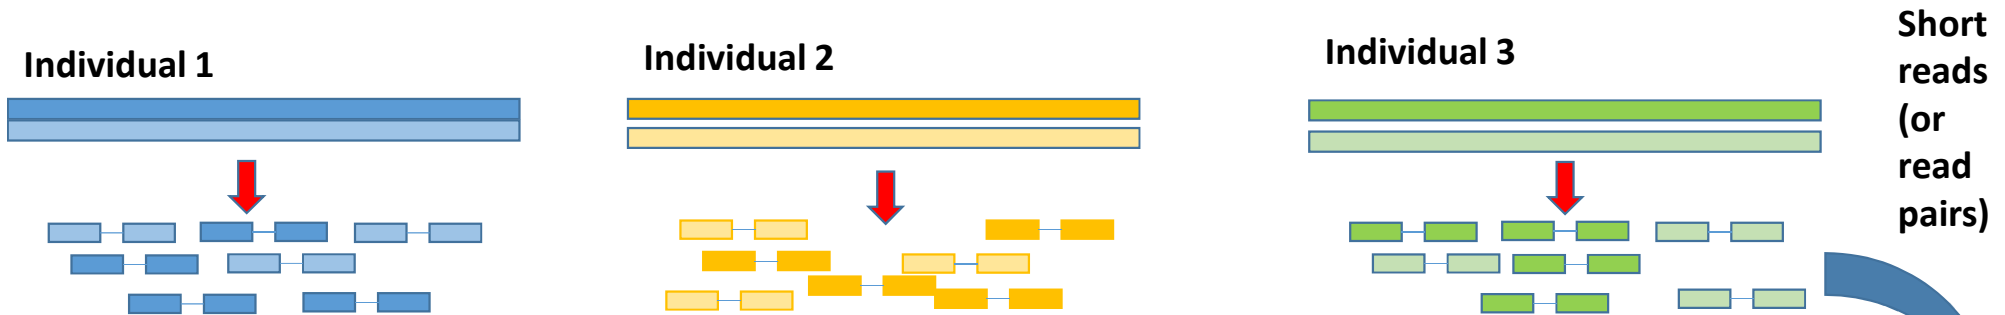 Individual 1
Individual 2
Individual 3
Short
reads
(or
read
pairs)